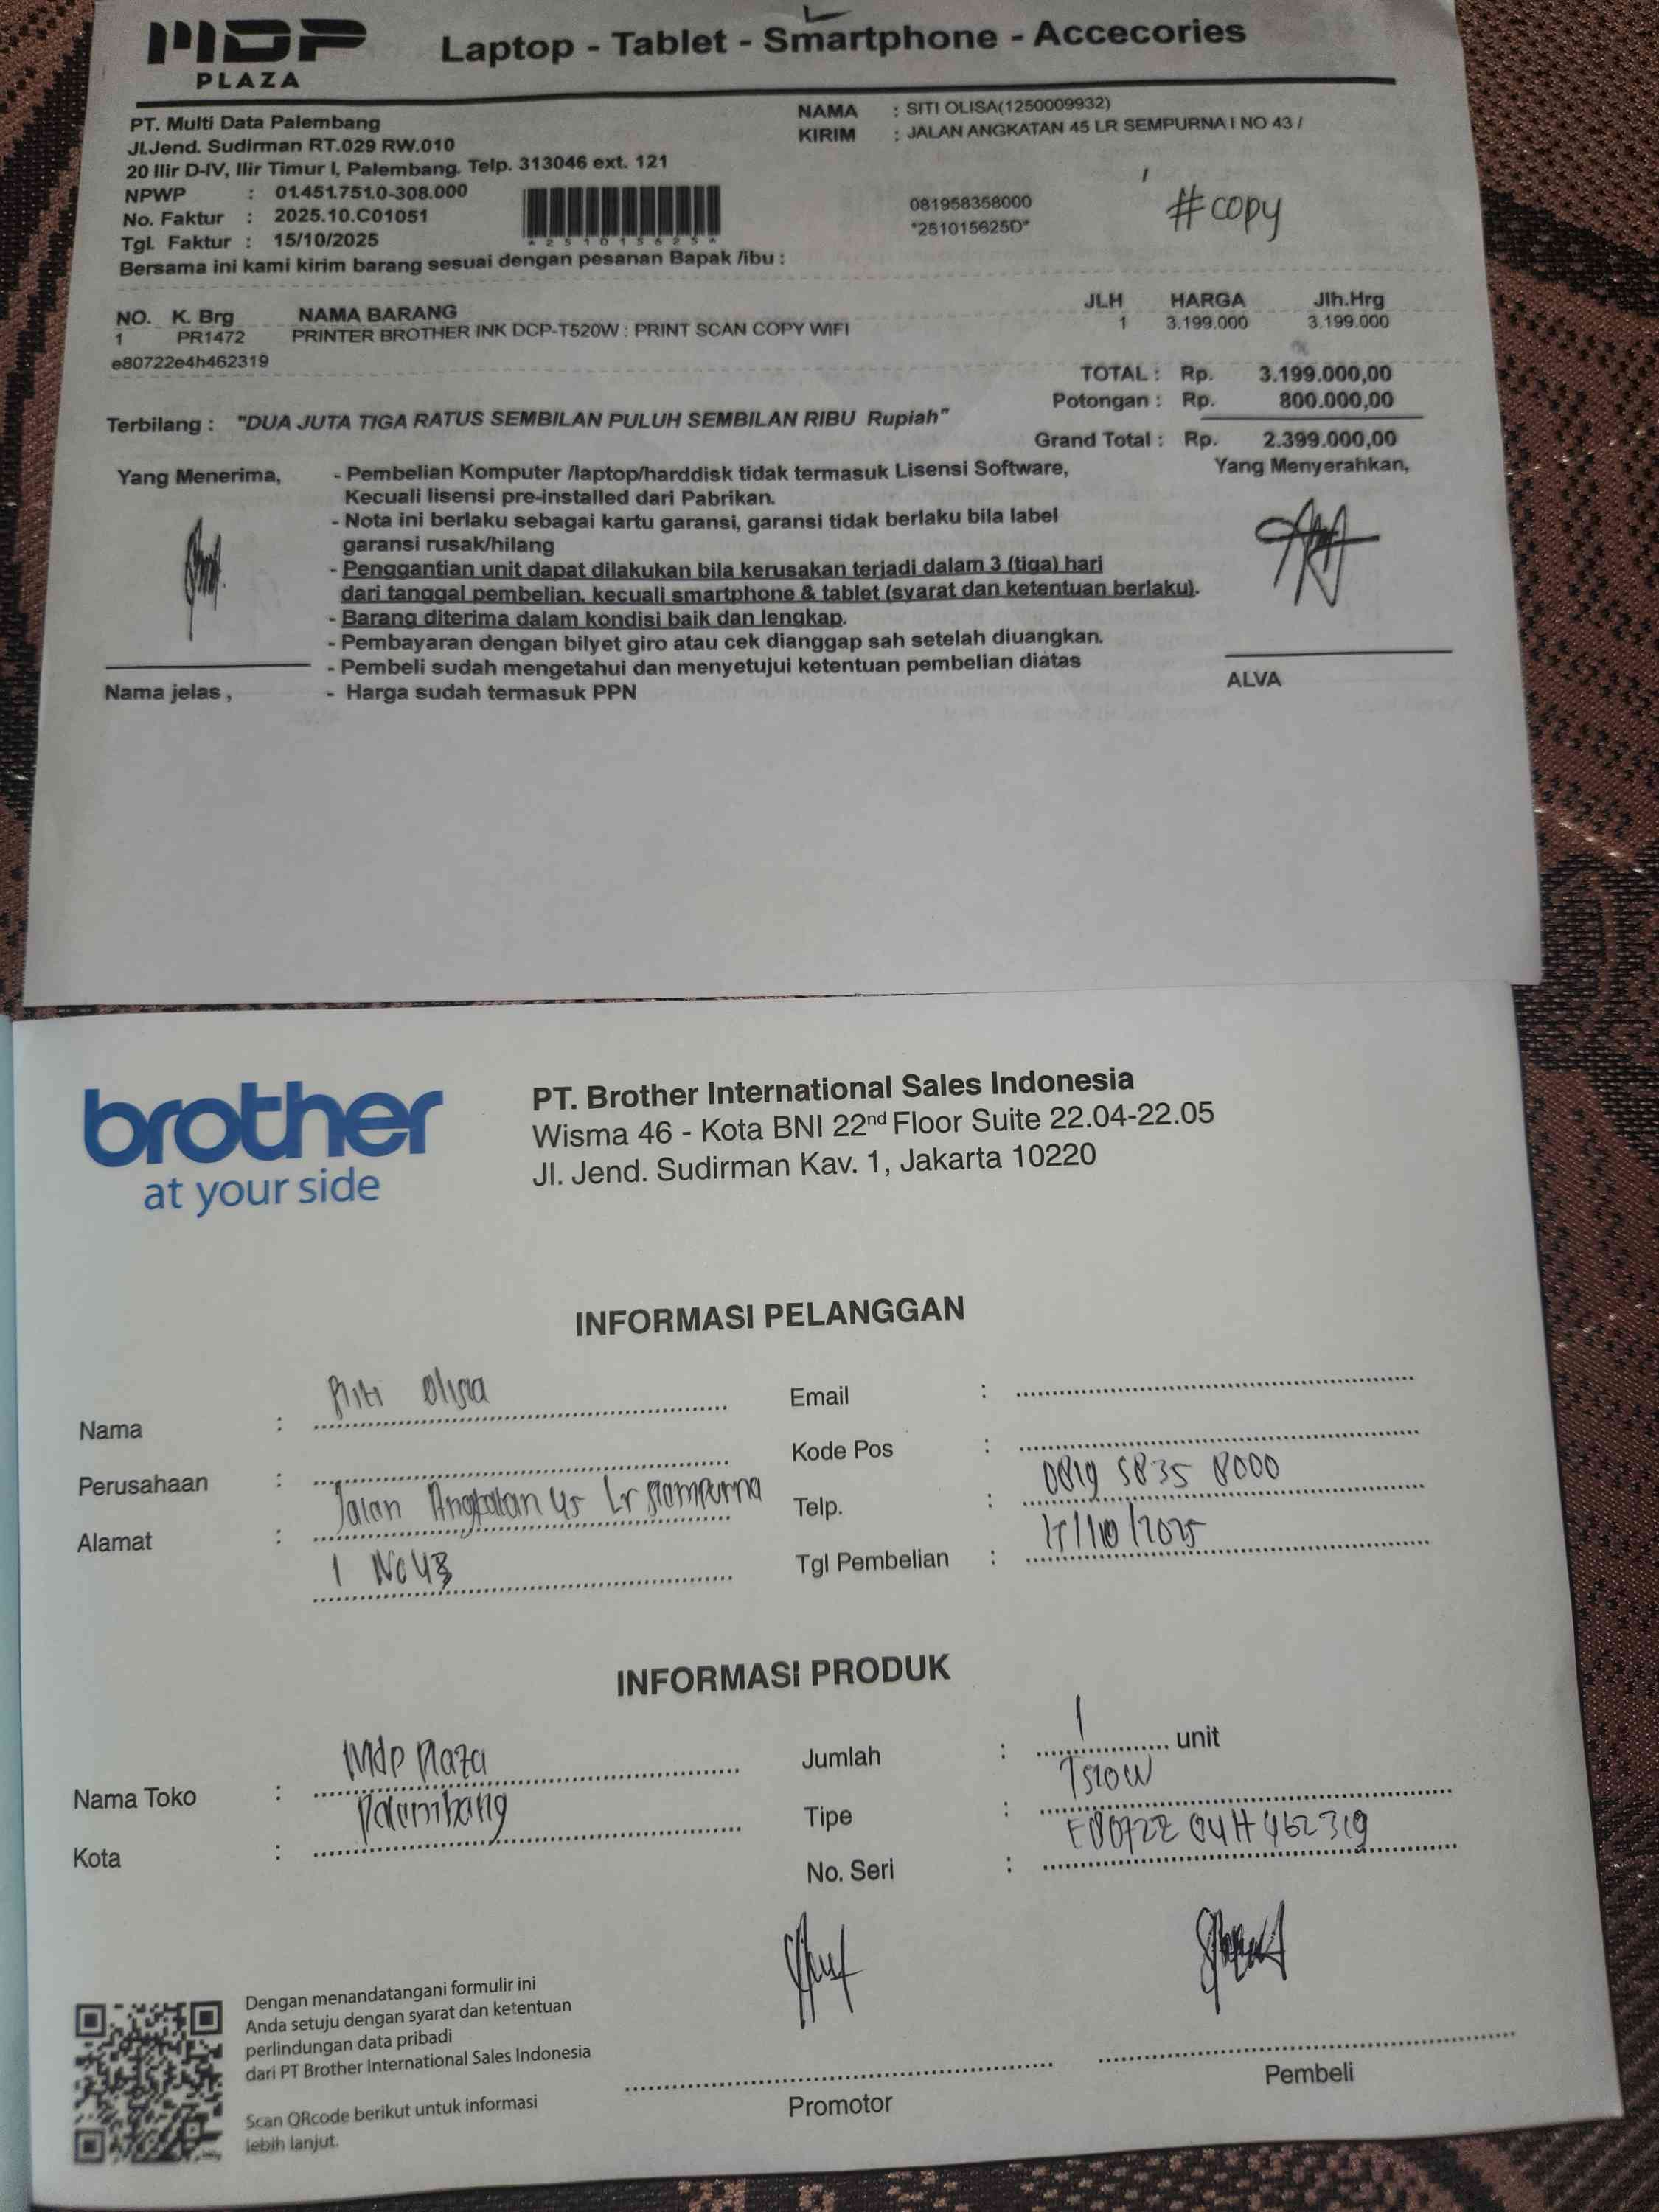 MDP
PLAZA
Laptop - Tablet - Smartphone - Accecories
PT. Multi Data Palembang
Jl.Jend. Sudirman RT.029 RW.010
20 Ilir D-IV, Ilir Timur I, Palembang. Telp. 313046 ext. 121
NPWP : 01.451.751.0-308.000
No. Faktur : 2025.10.C01051
Tgl. Faktur : 15/10/2025
*251015625*
NAMA : SITI OLISA(1250009932)
KIRIM : JALAN ANGKATAN 45 LR SEMPURNA I NO 43 /
081958358000
*251015625D*
#copy
Bersama ini kami kirim barang sesuai dengan pesanan Bapak /ibu :
NO. K. Brg NAMA BARANG JLH HARGA Jlh.Hrg
1 PR1472 PRINTER BROTHER INK DCP-T520W : PRINT SCAN COPY WIFI 1 3.199.000 3.199.000
e80722e4h462319
TOTAL : Rp. 3.199.000,00
Potongan : Rp. 800.000,00
Terbilang : "DUA JUTA TIGA RATUS SEMBILAN PULUH SEMBILAN RIBU Rupiah"
Grand Total : Rp. 2.399.000,00
Yang Menerima,
- Pembelian Komputer /laptop/harddisk tidak termasuk Lisensi Software,
Kecuali lisensi pre-installed dari Pabrikan.
- Nota ini berlaku sebagai kartu garansi, garansi tidak berlaku bila label
garansi rusak/hilang
- Penggantian unit dapat dilakukan bila kerusakan terjadi dalam 3 (tiga) hari
dari tanggal pembelian, kecuali smartphone & tablet (syarat dan ketentuan berlaku).
- Barang diterima dalam kondisi baik dan lengkap.
- Pembayaran dengan bilyet giro atau cek dianggap sah setelah diuangkan.
- Pembeli sudah mengetahui dan menyetujui ketentuan pembelian diatas
- Harga sudah termasuk PPN
Yang Menyerahkan,
Nama jelas ,
ALVA
brother
at your side
PT. Brother International Sales Indonesia
Wisma 46 - Kota BNI 22nd Floor Suite 22.04-22.05
Jl. Jend. Sudirman Kav. 1, Jakarta 10220
INFORMASI PELANGGAN
Nama : Siti Olisa
Perusahaan :
Alamat : Jalan Angkatan 45 Lr Sempurna
1 No 43
Email :
Kode Pos :
Telp. : 0819 5835 8000
Tgl Pembelian : 15/10/2025
INFORMASI PRODUK
Nama Toko : Mdp Plaza
Kota : Palembang
Jumlah : 1 unit
Tipe : T520W
No. Seri : E80722 04H462319
Dengan menandatangani formulir ini
Anda setuju dengan syarat dan ketentuan
perlindungan data pribadi
dari PT Brother International Sales Indonesia
Scan QRcode berikut untuk informasi
lebih lanjut.
Promotor
Pembeli